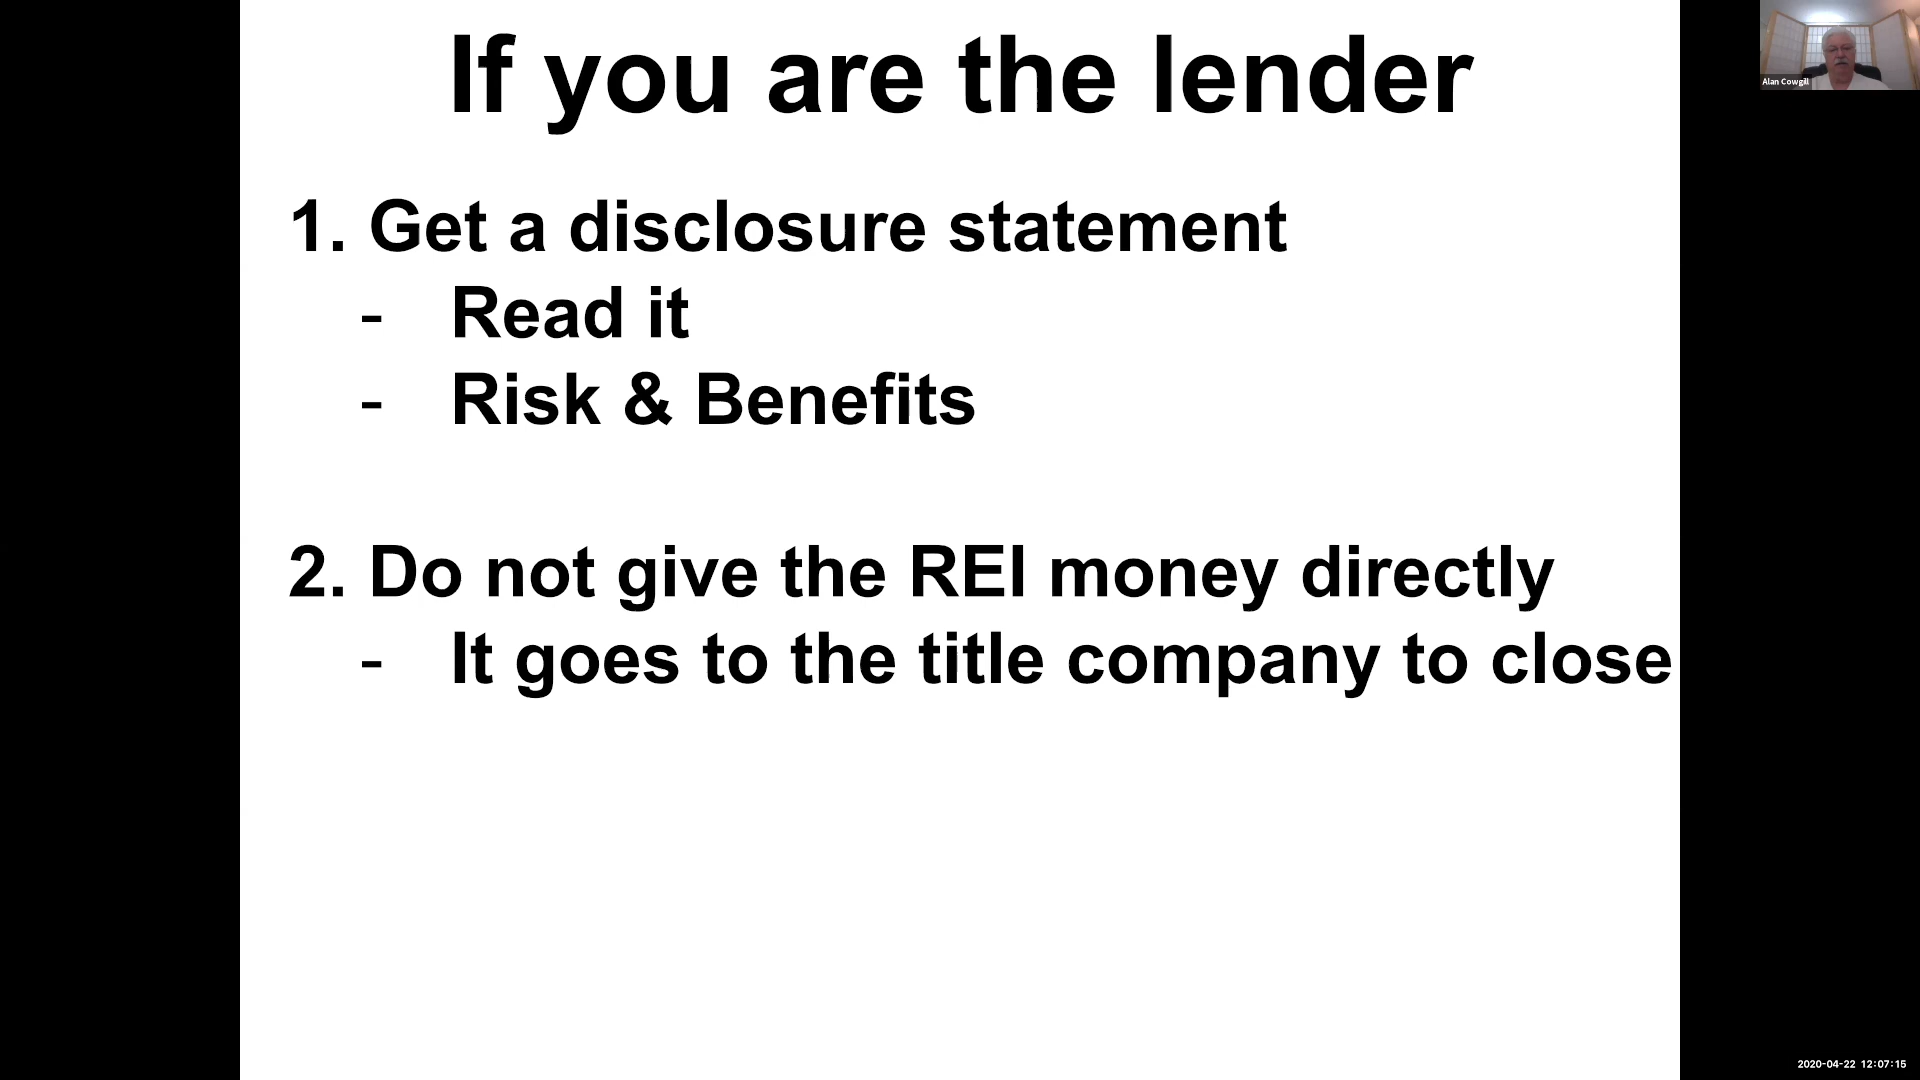 If you are the lender
Alan Cowgill
1. Get a disclosure statement
- Read it
- Risk & Benefits
2. Do not give the REI money directly
- It goes to the title company to close
2020-04-22 12:07:15